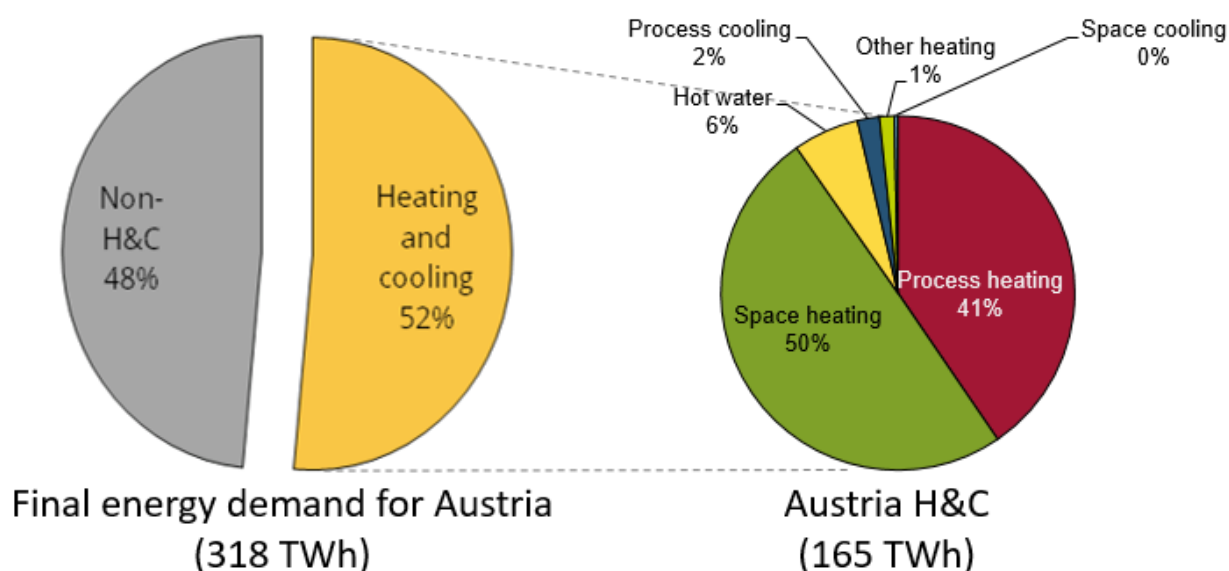 Non-
H&C
48%
Heating
and
cooling
52%
Final energy demand for Austria
(318 TWh)
Process cooling
2%
Other heating
1%
Space cooling
0%
Hot water
6%
Process heating
41%
Space heating
50%
Austria H&C
(165 TWh)